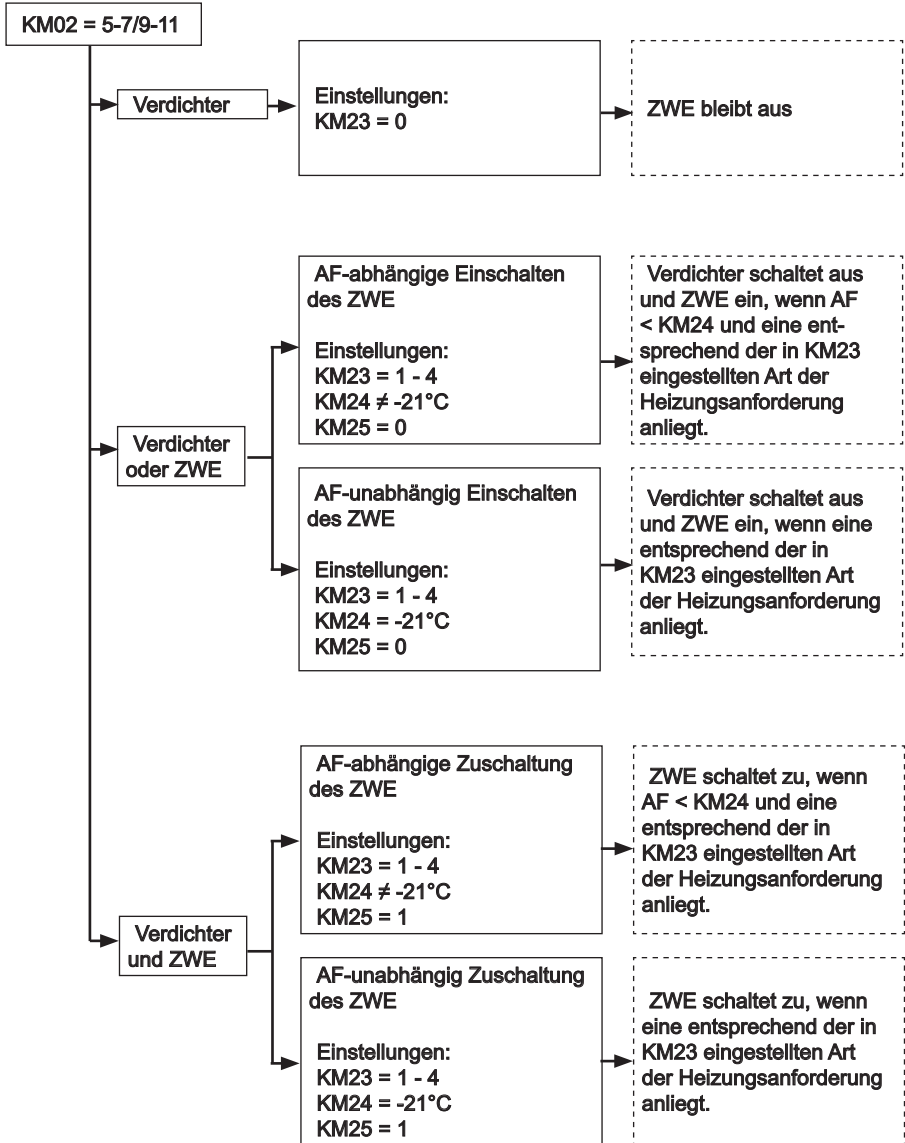 KM02 = 5-7/9-11
Verdichter
Einstellungen:
KM23 = 0
ZWE bleibt aus
Verdichter
oder ZWE
AF-abhängige Einschalten
des ZWE
Einstellungen:
KM23 = 1 - 4
KM24 ≠ -21°C
KM25 = 0
Verdichter schaltet aus
und ZWE ein, wenn AF
< KM24 und eine ent-
sprechend der in KM23
eingestellten Art der
Heizungsanforderung
anliegt.
AF-unabhängig Einschalten
des ZWE
Einstellungen:
KM23 = 1 - 4
KM24 = -21°C
KM25 = 0
Verdichter schaltet aus
und ZWE ein, wenn eine
entsprechend der in
KM23 eingestellten Art
der Heizungsanforderung
anliegt.
Verdichter
und ZWE
AF-abhängige Zuschaltung
des ZWE
Einstellungen:
KM23 = 1 - 4
KM24 ≠ -21°C
KM25 = 1
ZWE schaltet zu, wenn
AF < KM24 und eine
entsprechend der in
KM23 eingestellten Art
der Heizungsanforderung
anliegt.
AF-unabhängig Zuschaltung
des ZWE
Einstellungen:
KM23 = 1 - 4
KM24 = -21°C
KM25 = 1
ZWE schaltet zu, wenn
eine entsprechend der in
KM23 eingestellten Art
der Heizungsanforderung
anliegt.